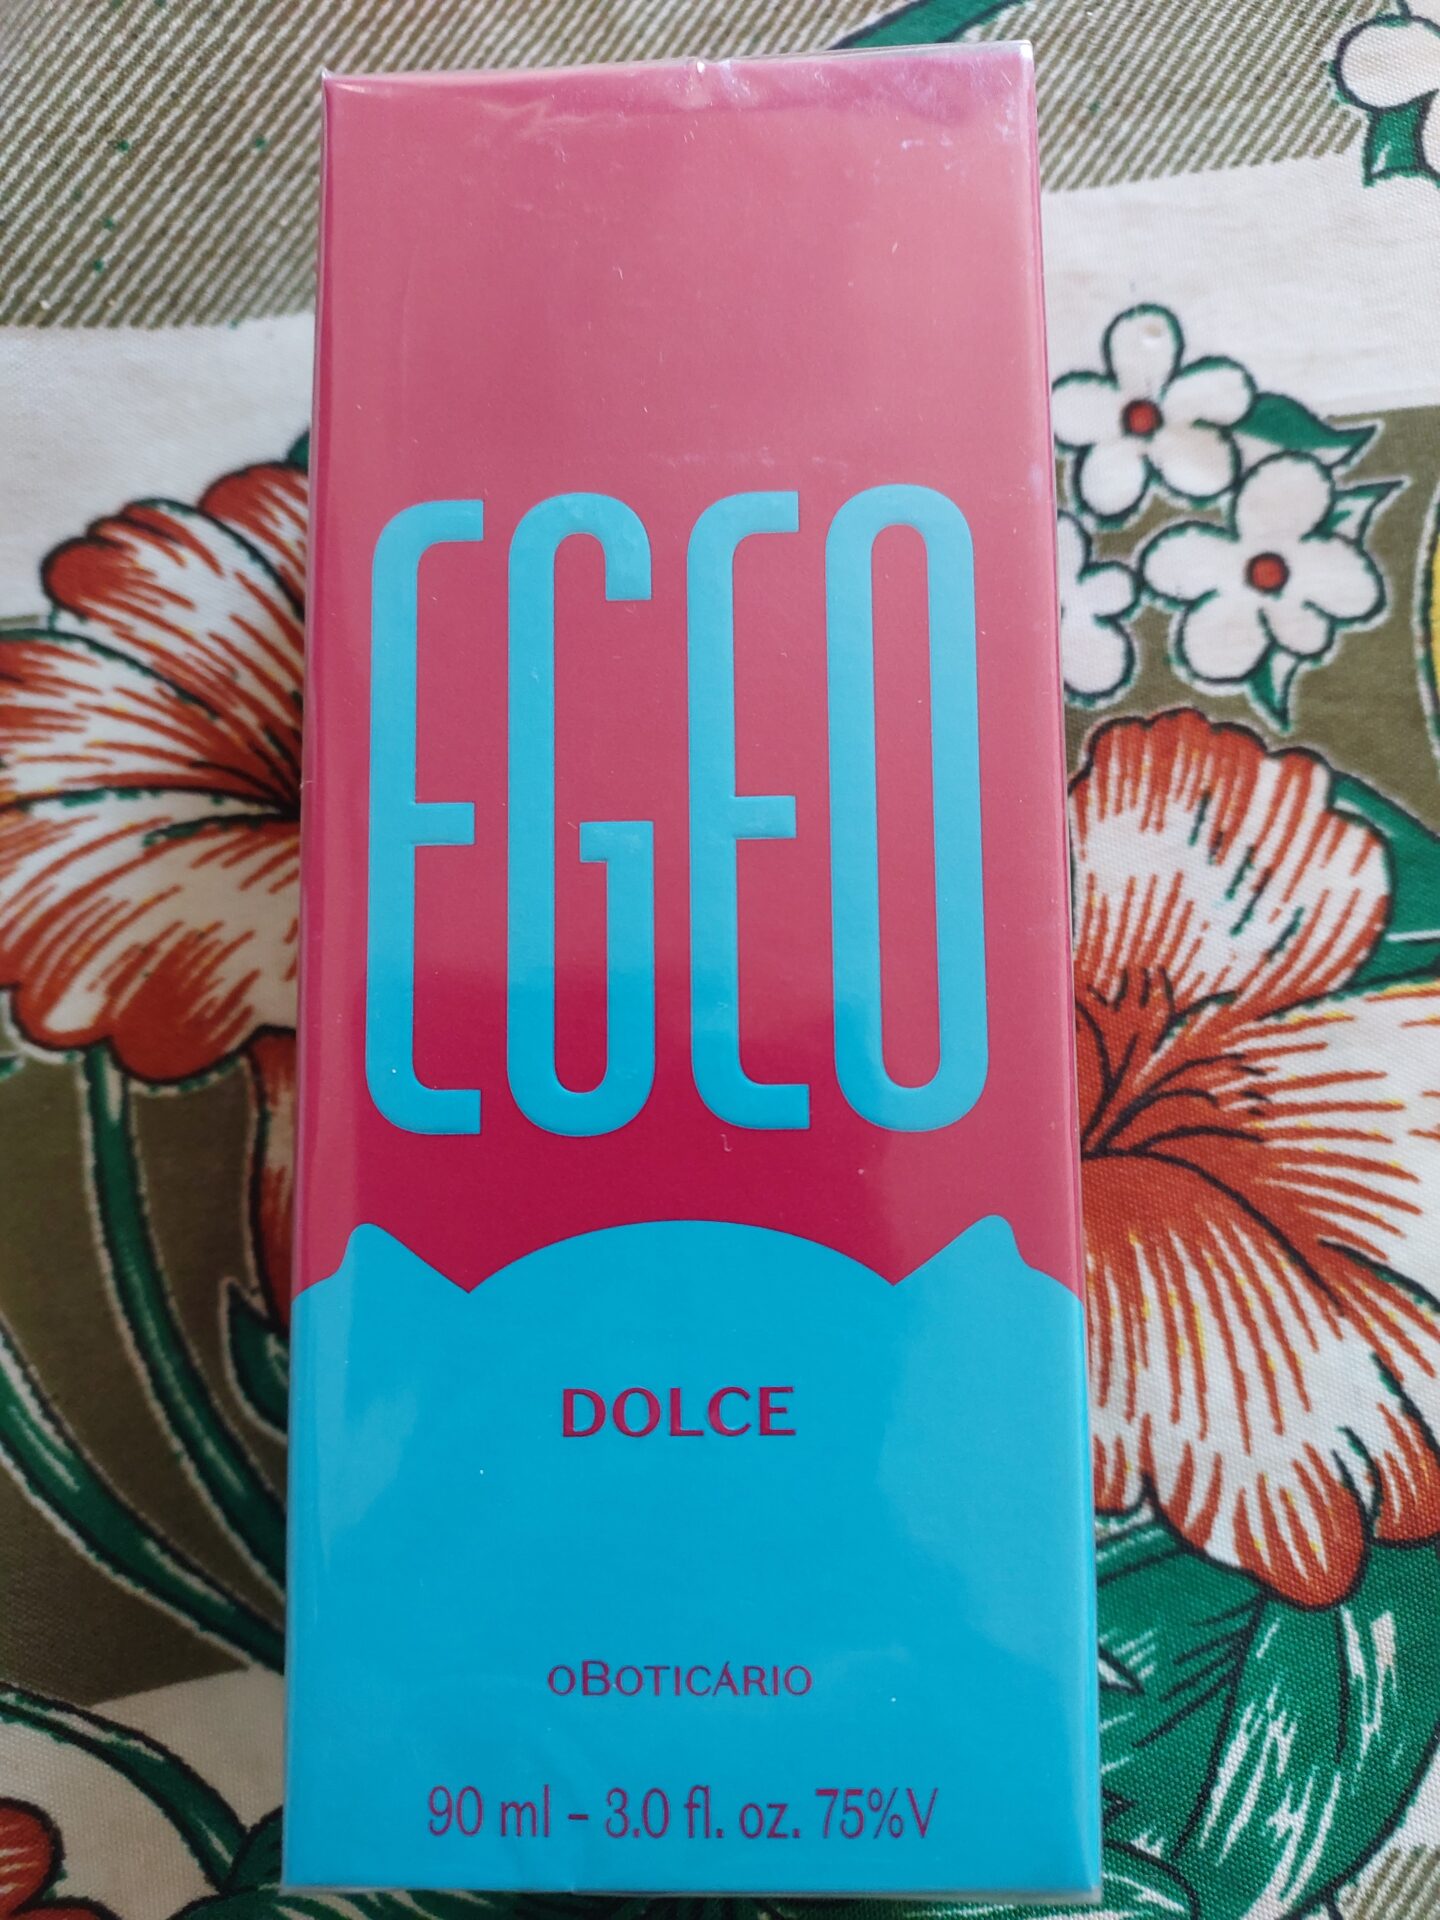 EGEO
DOLCE
oBOTICÁRIO
90 ml - 3.0 fl. oz. 75%V